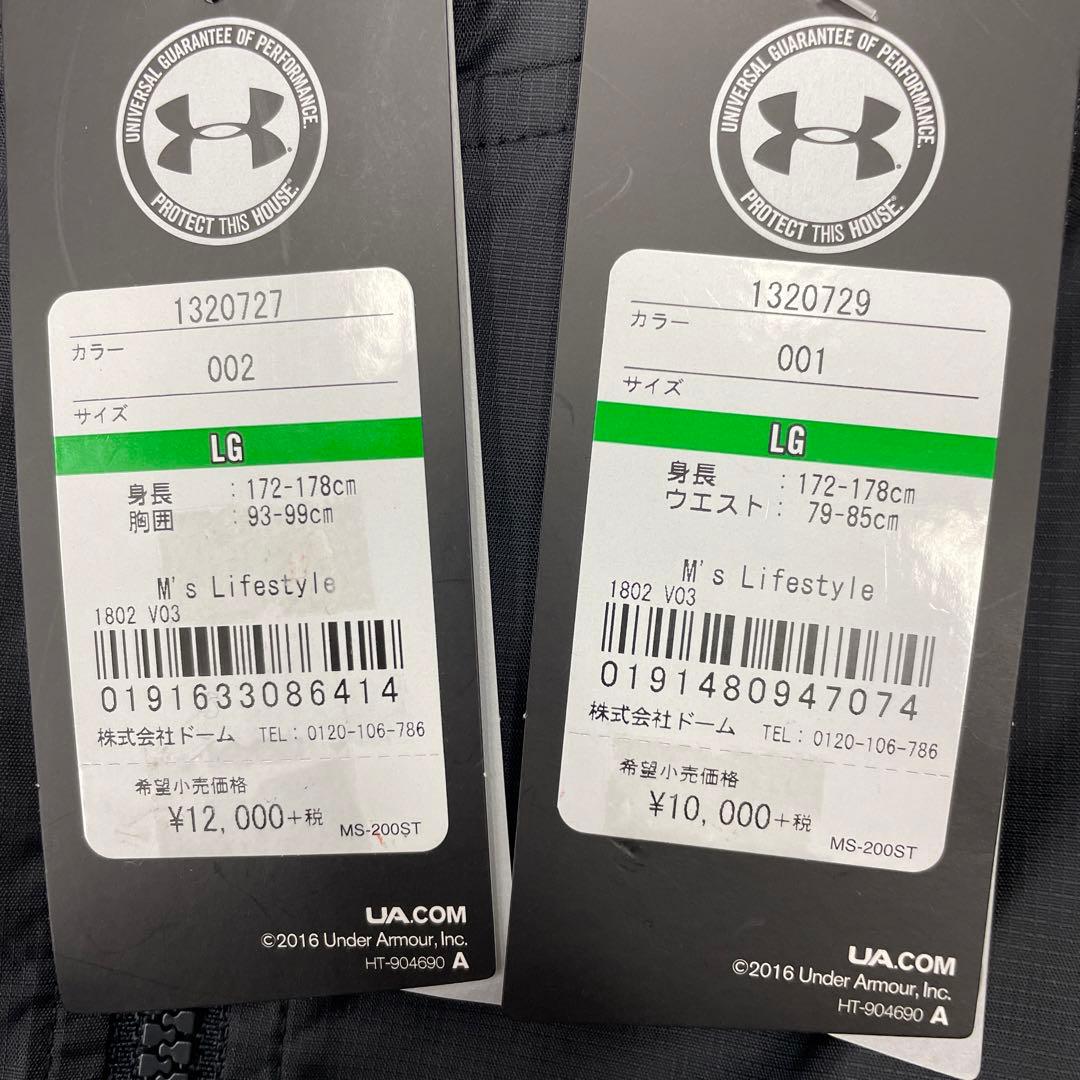 UNIVERSAL GUARANTEE OF PERFORMANCE.
PROTECT THIS HOUSE.®
1320727
カラー
002
サイズ
LG
身長 : 172-178cm
胸囲 : 93-99cm
M's Lifestyle
1802 V03
0191633086414
株式会社ドーム TEL: 0120-106-786
希望小売価格
¥12,000+税
MS-200ST
UA.COM
©2016 Under Armour, Inc.
HT-904690 A
UNIVERSAL GUARANTEE OF PERFORMANCE.
PROTECT THIS HOUSE.®
1320729
カラー
001
サイズ
LG
身長 : 172-178cm
ウエスト : 79-85cm
M's Lifestyle
1802 V03
0191480947074
株式会社ドーム TEL: 0120-106-786
希望小売価格
¥10,000+税
MS-200ST
UA.COM
©2016 Under Armour, Inc.
HT-904690 A